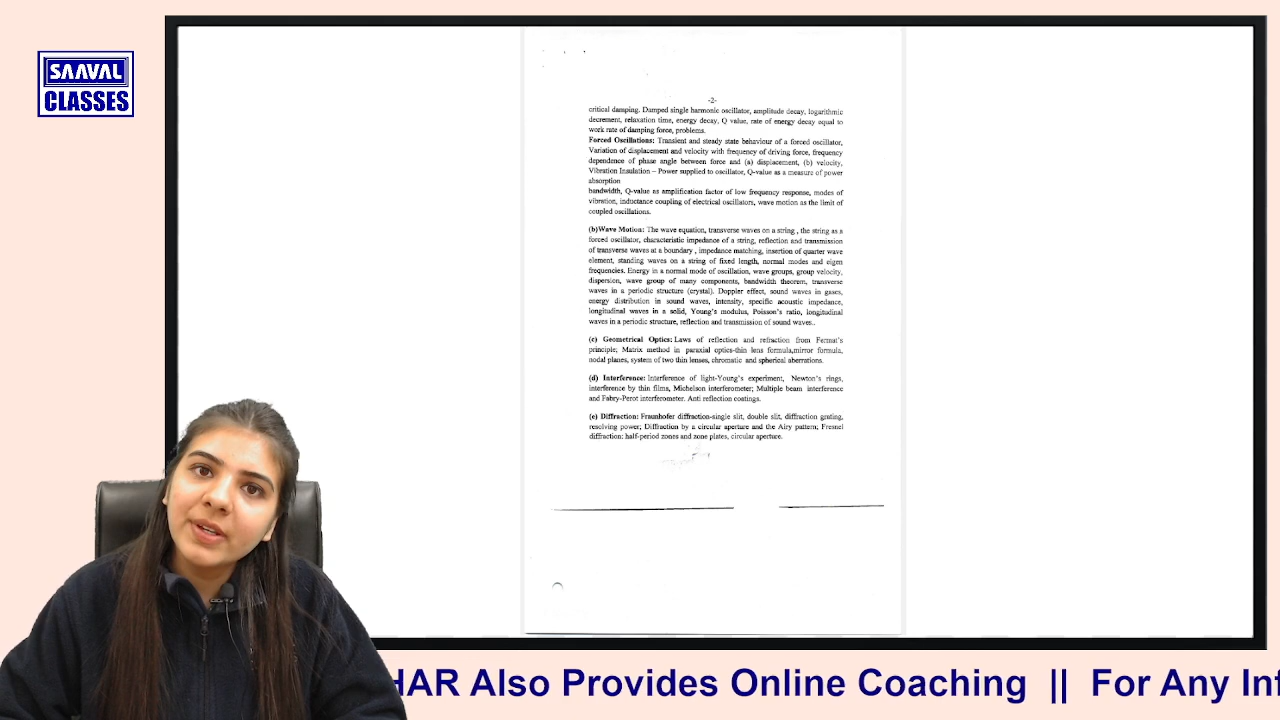 SAAVAL
CLASSES
-2-
critical damping. Damped single harmonic oscillator, amplitude decay, logarithmic
decrement, relaxation time, energy decay, Q value, rate of energy decay equal to
work rate of damping force, problems.
Forced Oscillations: Transient and steady state behaviour of a forced oscillator,
Variation of displacement and velocity with frequency of driving force, frequency
dependence of phase angle between force and (a) displacement, (b) velocity,
Vibration Insulation – Power supplied to oscillator, Q-value as a measure of power
absorption
bandwidth, Q-value as amplification factor of low frequency response, modes of
vibration, inductance coupling of electrical oscillators, wave motion as the limit of
coupled oscillations.
(b)Wave Motion: The wave equation, transverse waves on a string , the string as a
forced oscillator, characteristic impedance of a string, reflection and transmission
of transverse waves at a boundary , impedance matching, insertion of quarter wave
element, standing waves on a string of fixed length, normal modes and eigen
frequencies. Energy in a normal mode of oscillation, wave groups, group velocity,
dispersion, wave group of many components, bandwidth theorem, transverse
waves in a periodic structure (crystal). Doppler effect, sound waves in gases,
energy distribution in sound waves, intensity, specific acoustic impedance,
longitudinal waves in a solid, Young's modulus, Poisson's ratio, longitudinal
waves in a periodic structure, reflection and transmission of sound waves..
(c) Geometrical Optics: Laws of reflection and refraction from Fermat's
principle; Matrix method in paraxial optics-thin lens formula,mirror formula,
nodal planes, system of two thin lenses, chromatic and spherical aberrations.
(d) Interference: Interference of light-Young's experiment, Newton's rings,
interference by thin films, Michelson interferometer; Multiple beam interference
and Fabry-Perot interferometer. Anti reflection coatings.
(e) Diffraction: Fraunhofer diffraction-single slit, double slit, diffraction grating,
resolving power; Diffraction by a circular aperture and the Airy pattern; Fresnel
diffraction: half-period zones and zone plates, circular aperture.
HAR Also Provides Online Coaching || For Any Inf